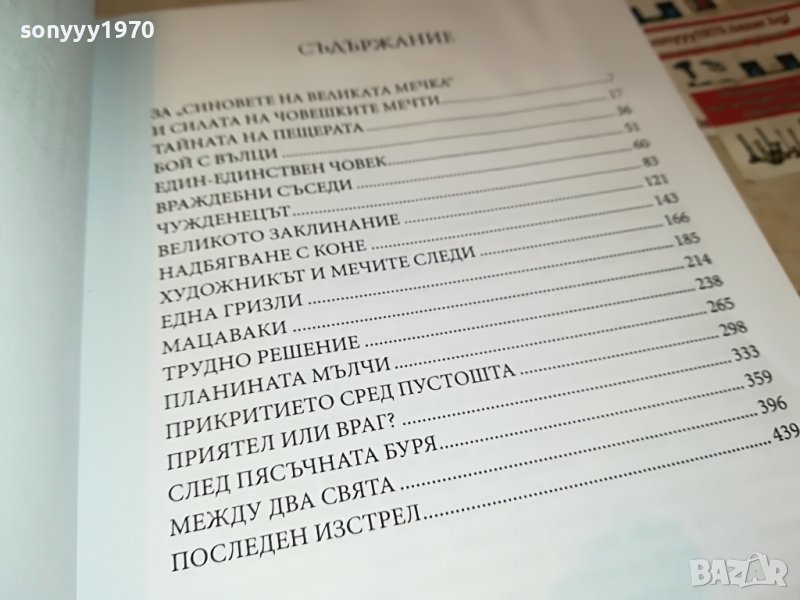 sonyyy1970
СЪДЪРЖАНИЕ
ЗА „СИНОВЕТЕ НА ВЕЛИКАТА МЕЧКА“
И СИЛАТА НА ЧОВЕШКИТЕ МЕЧТИ 7
ТАЙНАТА НА ПЕЩЕРАТА 17
БОЙ С ВЪЛЦИ 36
ЕДИН-ЕДИНСТВЕН ЧОВЕК 51
ВРАЖДЕБНИ СЪСЕДИ 60
ЧУЖДЕНЕЦЪТ 83
ВЕЛИКОТО ЗАКЛИНАНИЕ 121
НАДБЯГВАНЕ С КОНЕ 143
ХУДОЖНИКЪТ И МЕЧИТЕ СЛЕДИ 166
ЕДНА ГРИЗЛИ 185
МАЦАВАКИ 214
ТРУДНО РЕШЕНИЕ 238
ПЛАНИНАТА МЪЛЧИ 265
ПРИКРИТИЕТО СРЕД ПУСТОШТА 298
ПРИЯТЕЛ ИЛИ ВРАГ? 333
СЛЕД ПЯСЪЧНАТА БУРЯ 359
МЕЖДУ ДВА СВЯТА 396
ПОСЛЕДЕН ИЗСТРЕЛ 439
BAZAR